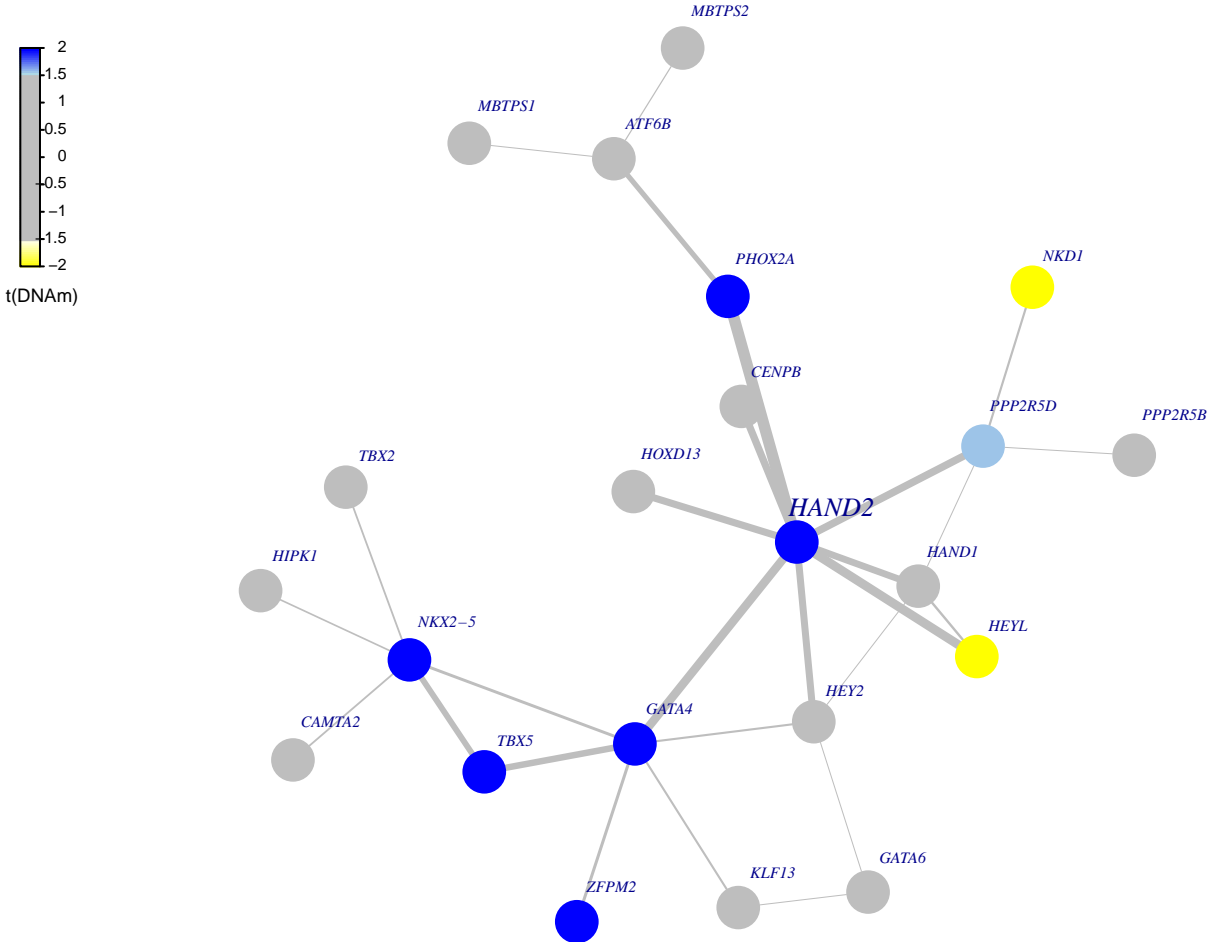 MBTPS2
2
1.5
1
MBTPS1
0.5
ATF6B
0
−0.5
−1
−1.5
−2
PHOX2A
NKD1
t(DNAm)
CENPB
PPP2R5D
PPP2R5B
TBX2
HOXD13
HAND2
HIPK1
HAND1
NKX2−5
HEYL
HEY2
GATA4
CAMTA2
TBX5
GATA6
KLF13
ZFPM2